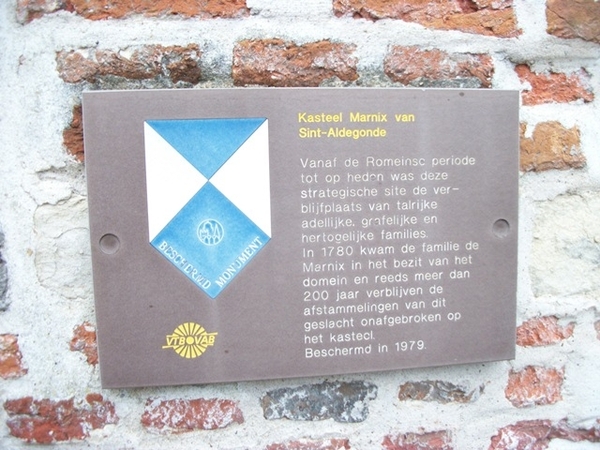 Kasteel Marnix van
Sint-Aldegonde
Vanaf de Romeinse periode
tot op heden was deze
strategische site de ver-
blijfplaats van talrijke
adellijke, grafelijke en
hertogelijke families.
In 1780 kwam de familie de
Marnix in het bezit van het
domein en reeds meer dan
200 jaar verblijven de
afstammelingen van dit
geslacht onafgebroken op
het kasteel.
Beschermd in 1979.
BESCHERMD MONUMENT
VTB VAB